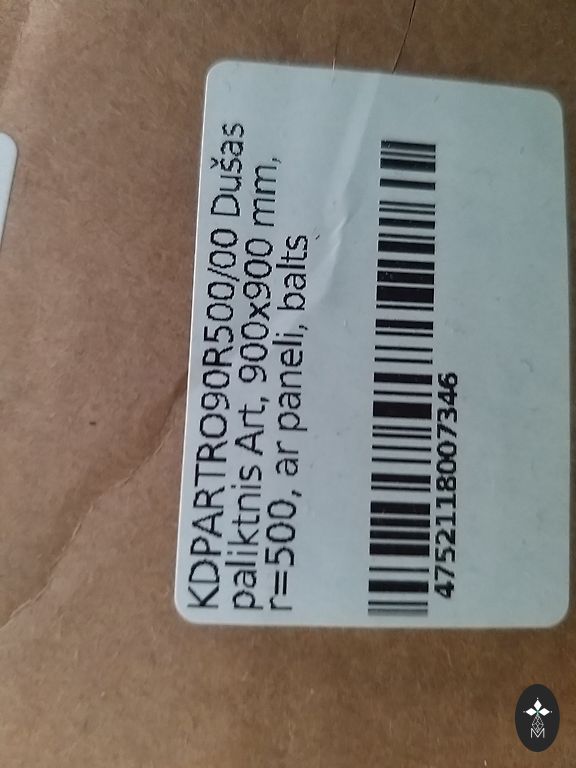 KDPARTRO90R500/00 Dušas
paliktnis Art, 900x900 mm,
r=500, ar paneli, balts
4752118007346
M